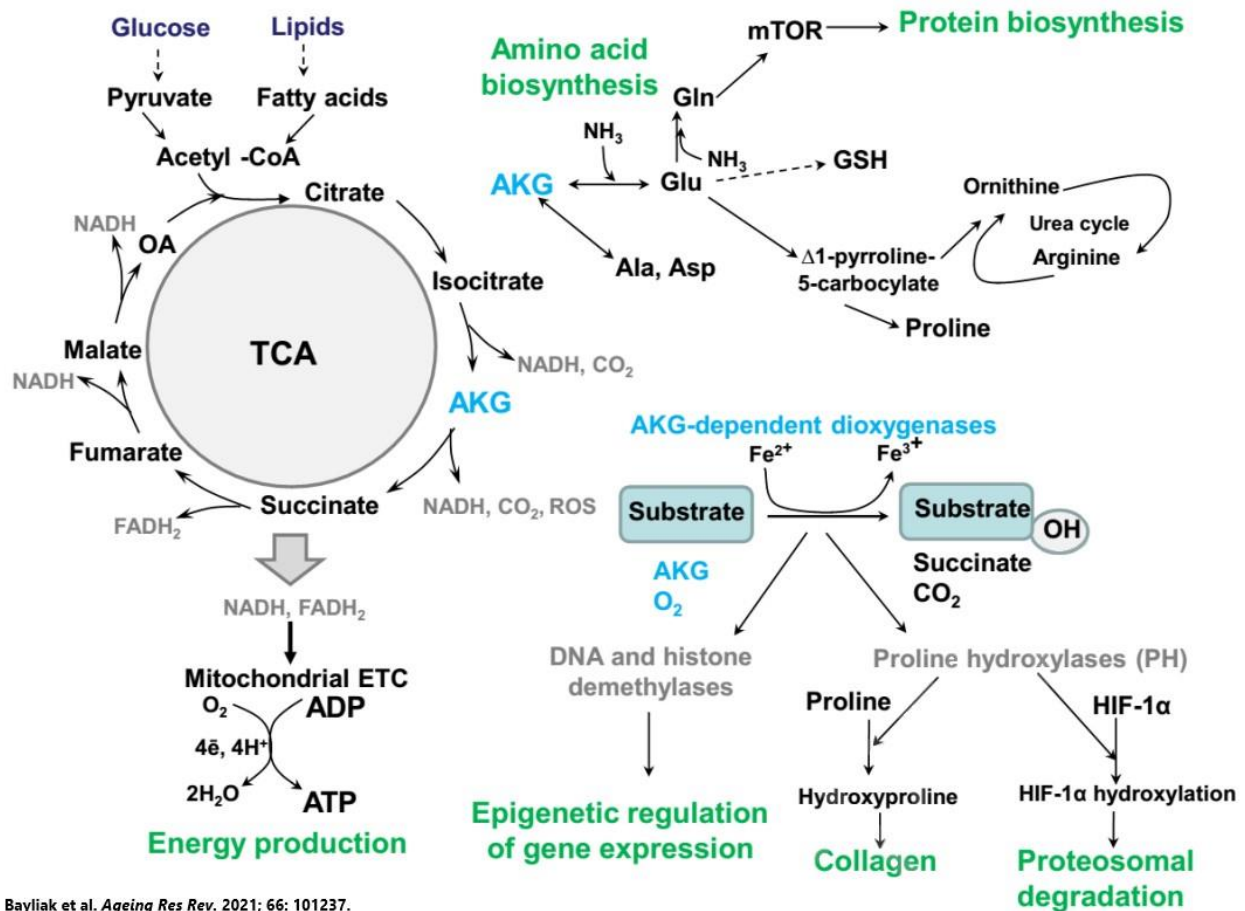 Glucose
Lipids
Pyruvate
Fatty acids
Acetyl -CoA
Citrate
NADH
OA
Isocitrate
Malate
TCA
NADH, CO₂
NADH
AKG
Fumarate
Succinate
NADH, CO₂, ROS
FADH₂
NADH, FADH₂
Mitochondrial ETC
O₂
ADP
4ē, 4H⁺
2H₂O
ATP
Energy production
Amino acid
biosynthesis
mTOR
Protein biosynthesis
Gln
NH₃
NH₃
AKG
Glu
GSH
Ornithine
Urea cycle
Arginine
Ala, Asp
Δ1-pyrroline-
5-carbocylate
Proline
AKG-dependent dioxygenases
Fe²⁺
Fe³⁺
Substrate
Substrate
OH
AKG
O₂
Succinate
CO₂
DNA and histone
demethylases
Proline hydroxylases (PH)
Proline
HIF-1α
Hydroxyproline
HIF-1α hydroxylation
Epigenetic regulation
of gene expression
Collagen
Proteosomal
degradation
Bayliak et al. Ageing Res Rev. 2021; 66: 101237.